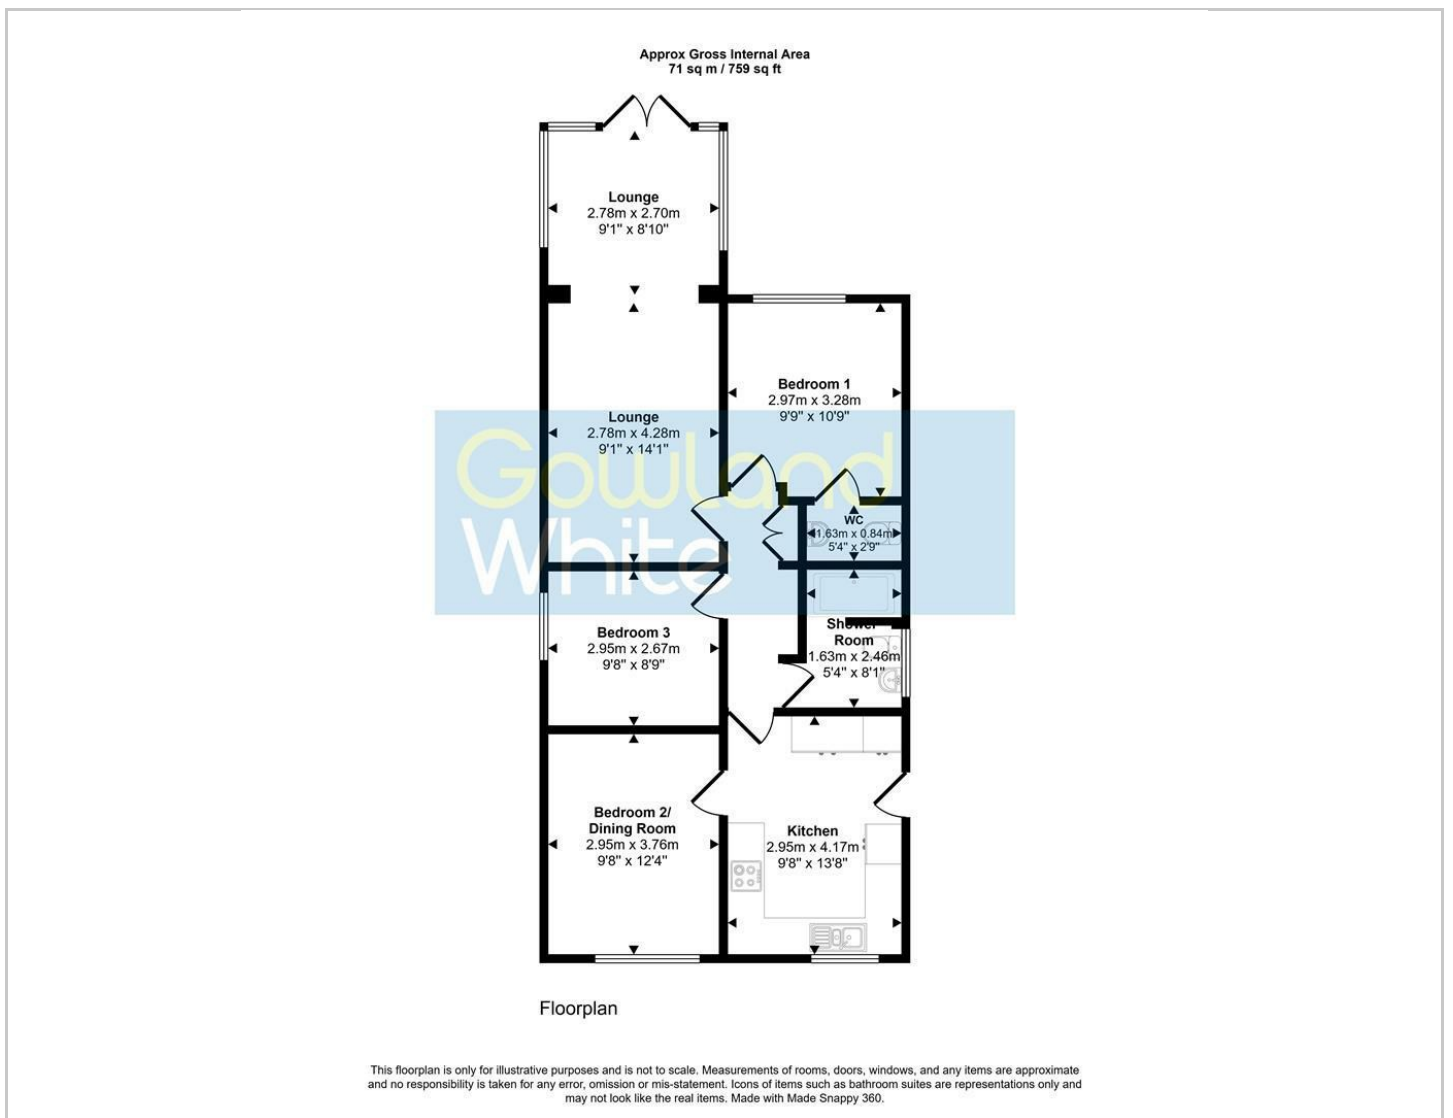 Approx Gross Internal Area
71 sq m / 759 sq ft
Lounge
2.78m x 2.70m
9'1" x 8'10"
Bedroom 1
2.97m x 3.28m
9'9" x 10'9"
Lounge
2.78m x 4.28m
9'1" x 14'1"
Gowland
White
WC
1.63m x 0.84m
5'4" x 2'9"
Shower
Room
1.63m x 2.46m
5'4" x 8'1"
Bedroom 3
2.95m x 2.67m
9'8" x 8'9"
Bedroom 2/
Dining Room
2.95m x 3.76m
9'8" x 12'4"
Kitchen
2.95m x 4.17m
9'8" x 13'8"
Floorplan
This floorplan is only for illustrative purposes and is not to scale. Measurements of rooms, doors, windows, and any items are approximate
and no responsibility is taken for any error, omission or mis-statement. Icons of items such as bathroom suites are representations only and
may not look like the real items. Made with Made Snappy 360.